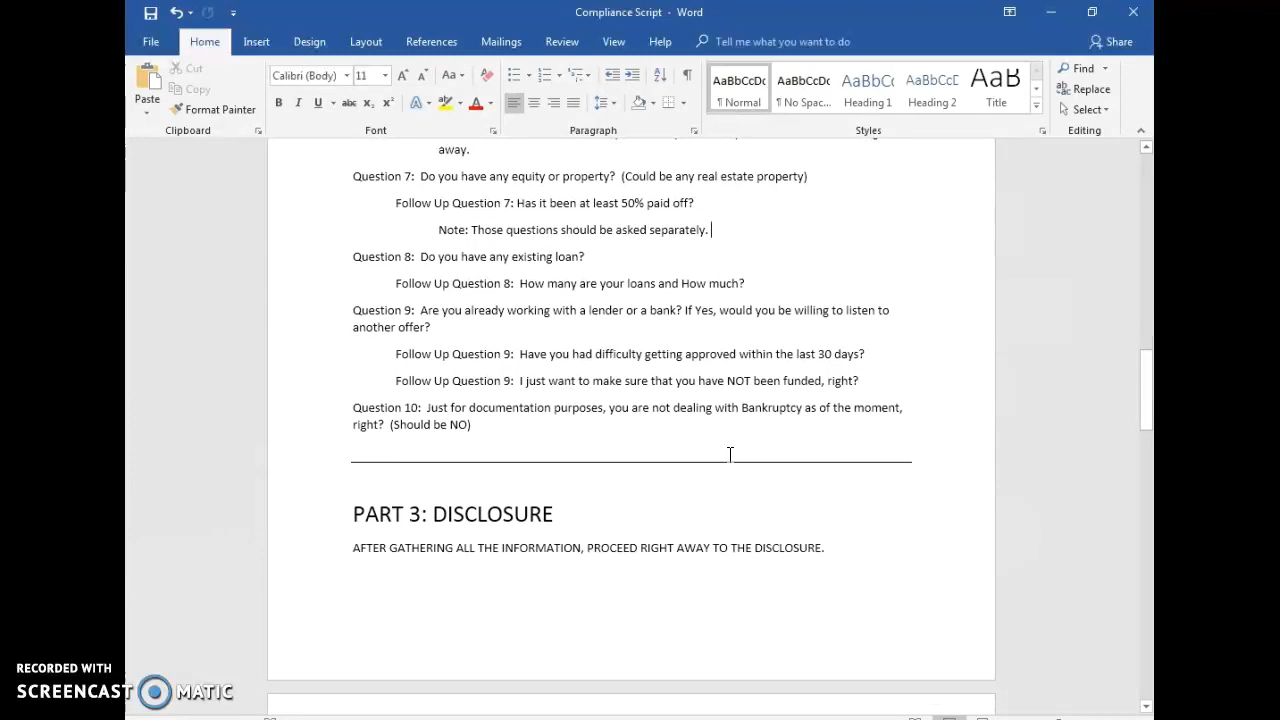 Compliance Script - Word
File Home Insert Design Layout References Mailings Review View Help Tell me what you want to do Share
Cut
Copy
Paste
Format Painter
Clipboard
Calibri (Body) 11
Font
Paragraph
AaBbCcDc AaBbCcDc AaBbCc AaBbCcD AaB
¶ Normal ¶ No Spac... Heading 1 Heading 2 Title
Styles
Find
Replace
Select
Editing
away.
Question 7: Do you have any equity or property? (Could be any real estate property)
Follow Up Question 7: Has it been at least 50% paid off?
Note: Those questions should be asked separately.
Question 8: Do you have any existing loan?
Follow Up Question 8: How many are your loans and How much?
Question 9: Are you already working with a lender or a bank? If Yes, would you be willing to listen to
another offer?
Follow Up Question 9: Have you had difficulty getting approved within the last 30 days?
Follow Up Question 9: I just want to make sure that you have NOT been funded, right?
Question 10: Just for documentation purposes, you are not dealing with Bankruptcy as of the moment,
right? (Should be NO)
PART 3: DISCLOSURE
AFTER GATHERING ALL THE INFORMATION, PROCEED RIGHT AWAY TO THE DISCLOSURE.
RECORDED WITH
SCREENCAST MATIC